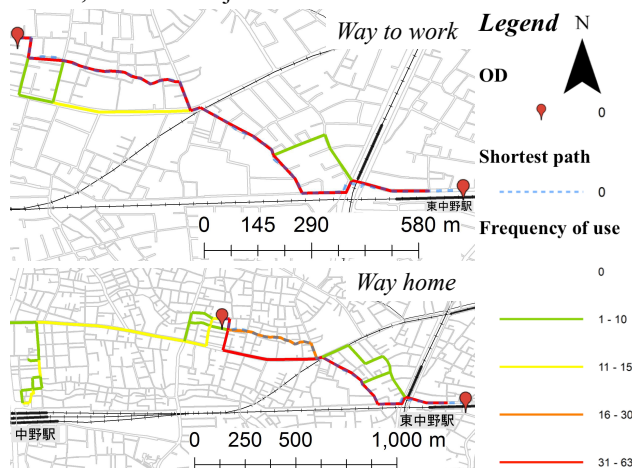 Way to work
東中野駅
0 145 290 580 m
Way home
東中野駅
中野駅
0 250 500 1,000 m
Legend
N
OD
0
Shortest path
0
Frequency of use
0
1 - 10
11 - 15
16 - 30
31 - 63